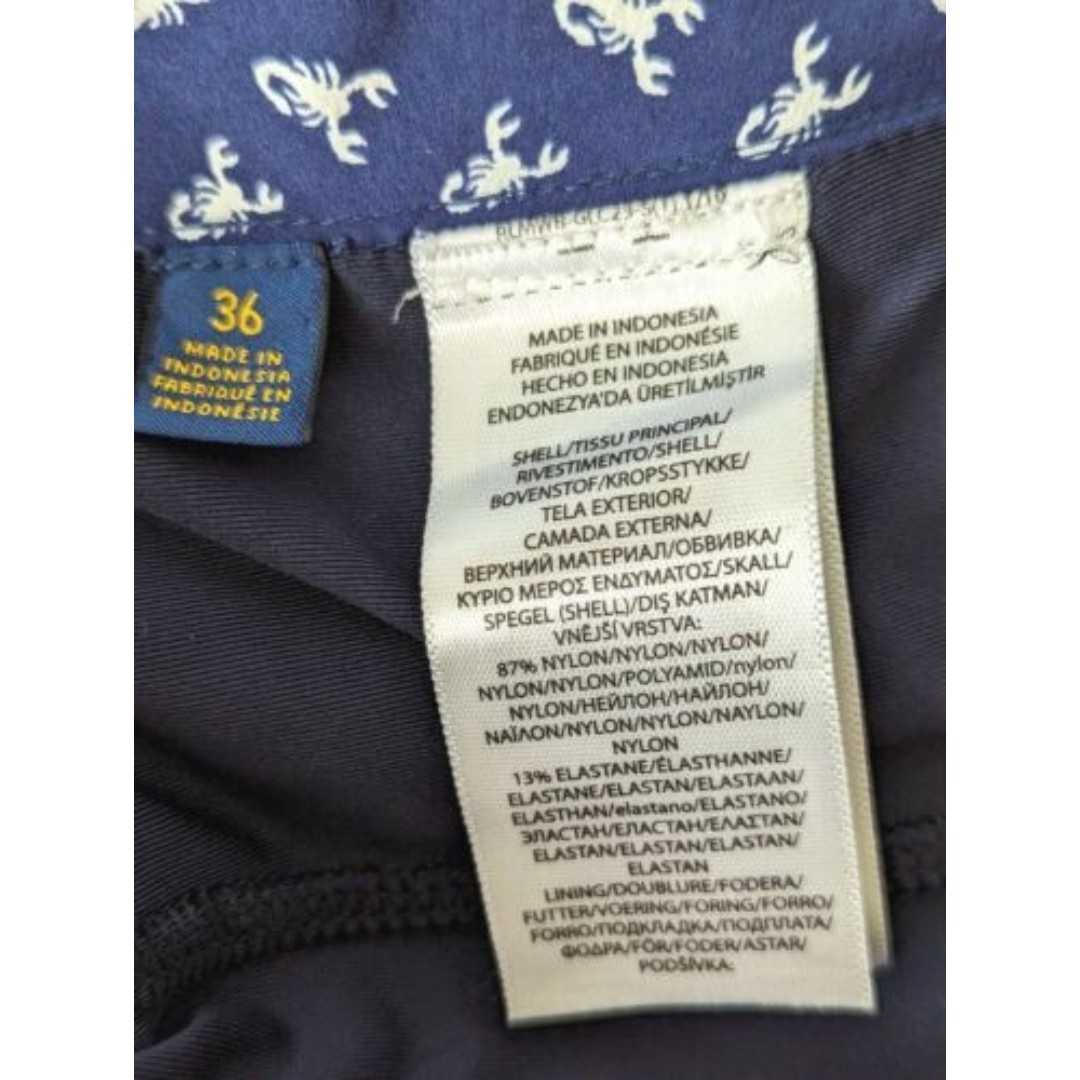 36
MADE IN
INDONESIA
FABRIQUÉ EN
INDONÉSIE
MADE IN INDONESIA
FABRIQUÉ EN INDONÉSIE
HECHO EN INDONESIA
ENDONEZYA'DA ÜRETİLMİŞTİR
SHELL/TISSU PRINCIPAL/
RIVESTIMENTO/SHELL/
BOVENSTOF/KROPSSTYKKE/
TELA EXTERIOR/
CAMADA EXTERNA/
ВЕРХНИЙ МАТЕРИАЛ/ОБВИВКА/
ΚΥΡΙΟ ΜΕΡΟΣ ΕΝΔΥΜΑΤΟΣ/SKALL/
SPEGEL (SHELL)/DIŞ KATMAN/
VNĚJŠÍ VRSTVA:
87% NYLON/NYLON/NYLON/
NYLON/NYLON/POLYAMID/nylon/
NYLON/НЕЙЛОН/НАЙЛОН/
ΝΑΪΛΟΝ/NYLON/NYLON/NAYLON/
NYLON
13% ELASTANE/ÉLASTHANNE/
ELASTANE/ELASTAN/ELASTAAN/
ELASTHAN/elastano/ELASTANO/
ЭЛАСТАН/ЕЛАСТАН/ΕΛΑΣΤΑΝ/
ELASTAN/ELASTAN/ELASTAN/
ELASTAN
LINING/DOUBLURE/FODERA/
FUTTER/VOERING/FORING/FORRO/
FORRO/ПОДКЛАДКА/ПОДПЛАТА/
ΦΟΔΡΑ/FÔR/FODER/ASTAR/
PODŠÍVKA: